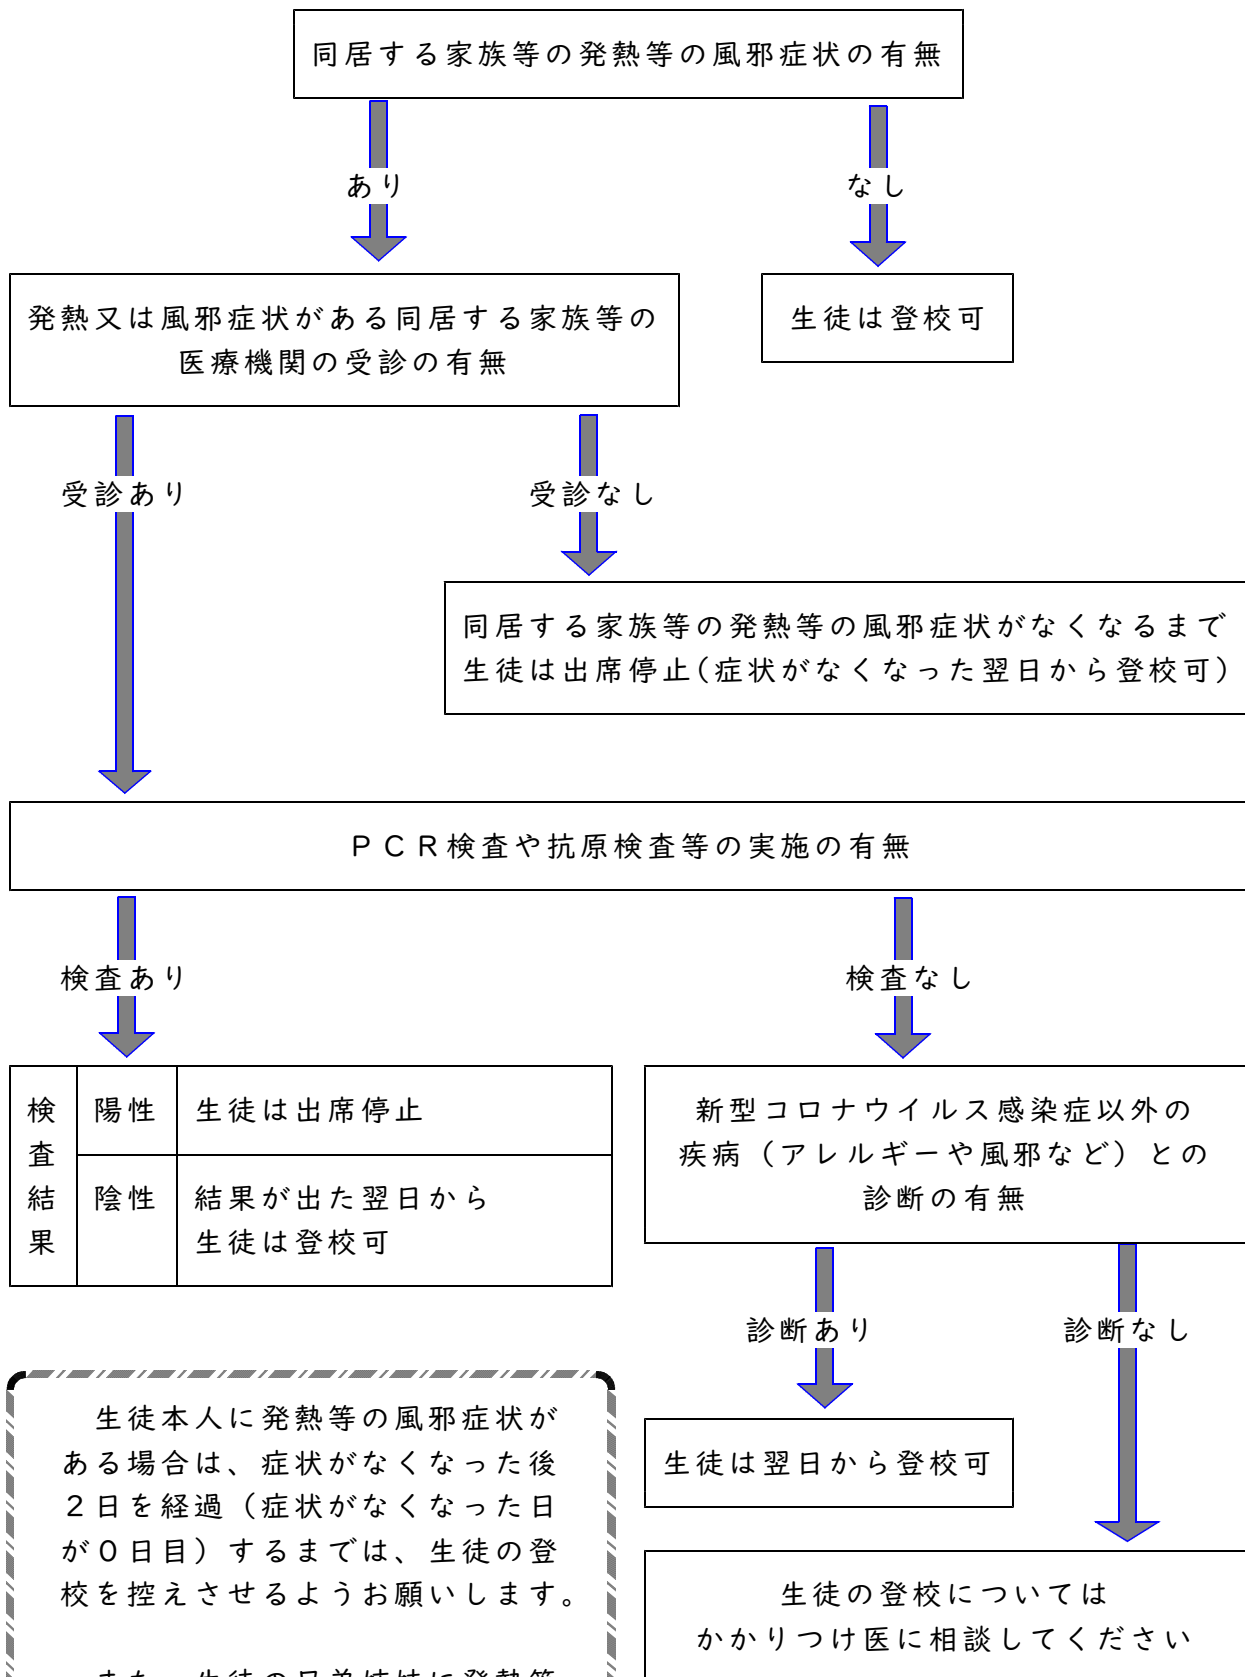 同居する家族等の発熱等の風邪症状の有無
あり
なし
発熱又は風邪症状がある同居する家族等の
医療機関の受診の有無
生徒は登校可
受診あり
受診なし
同居する家族等の発熱等の風邪症状がなくなるまで
生徒は出席停止(症状がなくなった翌日から登校可)
ＰＣＲ検査や抗原検査等の実施の有無
検査あり
検査なし
検査結果
陽性
生徒は出席停止
陰性
結果が出た翌日から
生徒は登校可
新型コロナウイルス感染症以外の
疾病（アレルギーや風邪など）との
診断の有無
診断あり
診断なし
生徒は翌日から登校可
生徒の登校については
かかりつけ医に相談してください
生徒本人に発熱等の風邪症状が
ある場合は、症状がなくなった後
２日を経過（症状がなくなった日
が０日目）するまでは、生徒の登
校を控えさせるようお願いします。
また、生徒の兄弟姉妹に発熱等